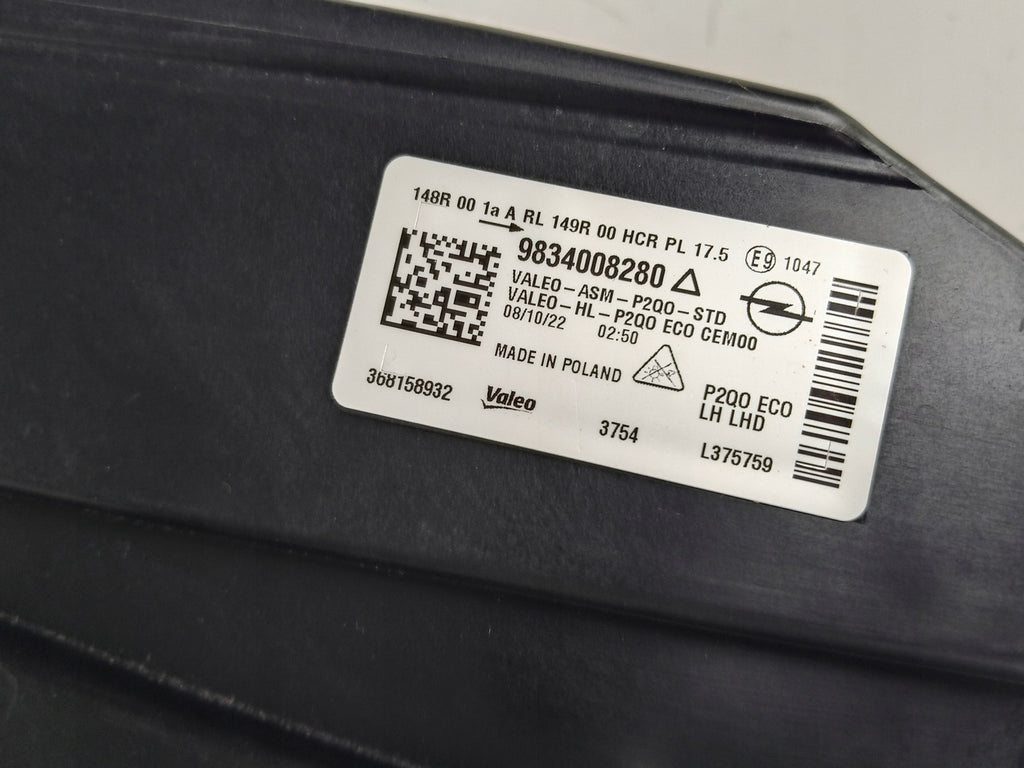 148R 00 1a A RL 149R 00 HCR PL 17.5 E9 1047
9834008280
VALEO-ASM-P2Q0-STD
VALEO-HL-P2Q0 ECO CEM00
08/10/22 02:50
MADE IN POLAND
P2Q0 ECO
LH LHD
368158932 Valeo 3754 L375759